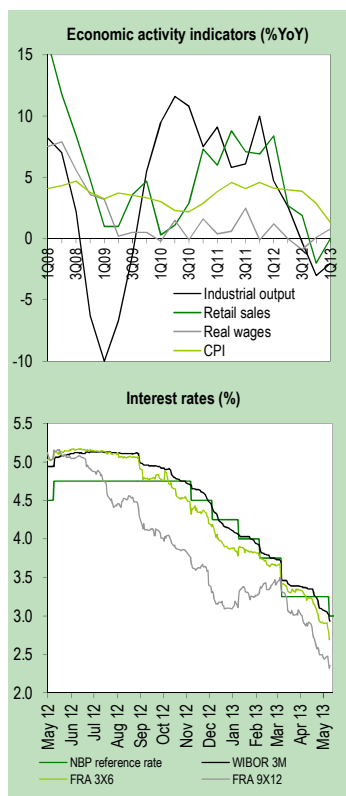 Economic activity indicators (%YoY)
15
10
5
0
-5
-10
1Q08
3Q08
1Q09
3Q09
1Q10
3Q10
1Q11
3Q11
1Q12
3Q12
1Q13
Industrial output
Retail sales
Real wages
CPI
Interest rates (%)
5.5
5.0
4.5
4.0
3.5
3.0
2.5
2.0
May 12
Jun 12
Jul 12
Aug 12
Sep 12
Oct 12
Nov 12
Dec 12
Jan 13
Feb 13
Mar 13
Apr 13
May 13
NBP reference rate
WIBOR 3M
FRA 3X6
FRA 9X12